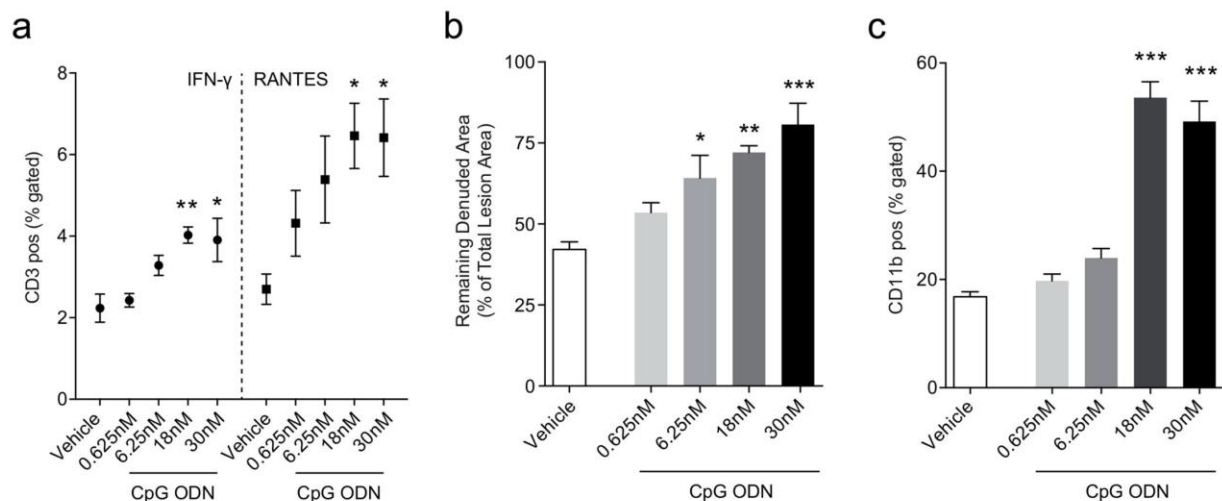 a
CD3 pos (% gated)
8
6
4
2
0
IFN-γ
RANTES
** *
* *
Vehicle
0.625nM
6.25nM
18nM
30nM
Vehicle
0.625nM
6.25nM
18nM
30nM
CpG ODN
CpG ODN
b
Remaining Denuded Area
(% of Total Lesion Area)
100
75
50
25
0
*
**
***
Vehicle
0.625nM
6.25nM
18nM
30nM
CpG ODN
c
CD11b pos (% gated)
60
40
20
0
***
***
Vehicle
0.625nM
6.25nM
18nM
30nM
CpG ODN